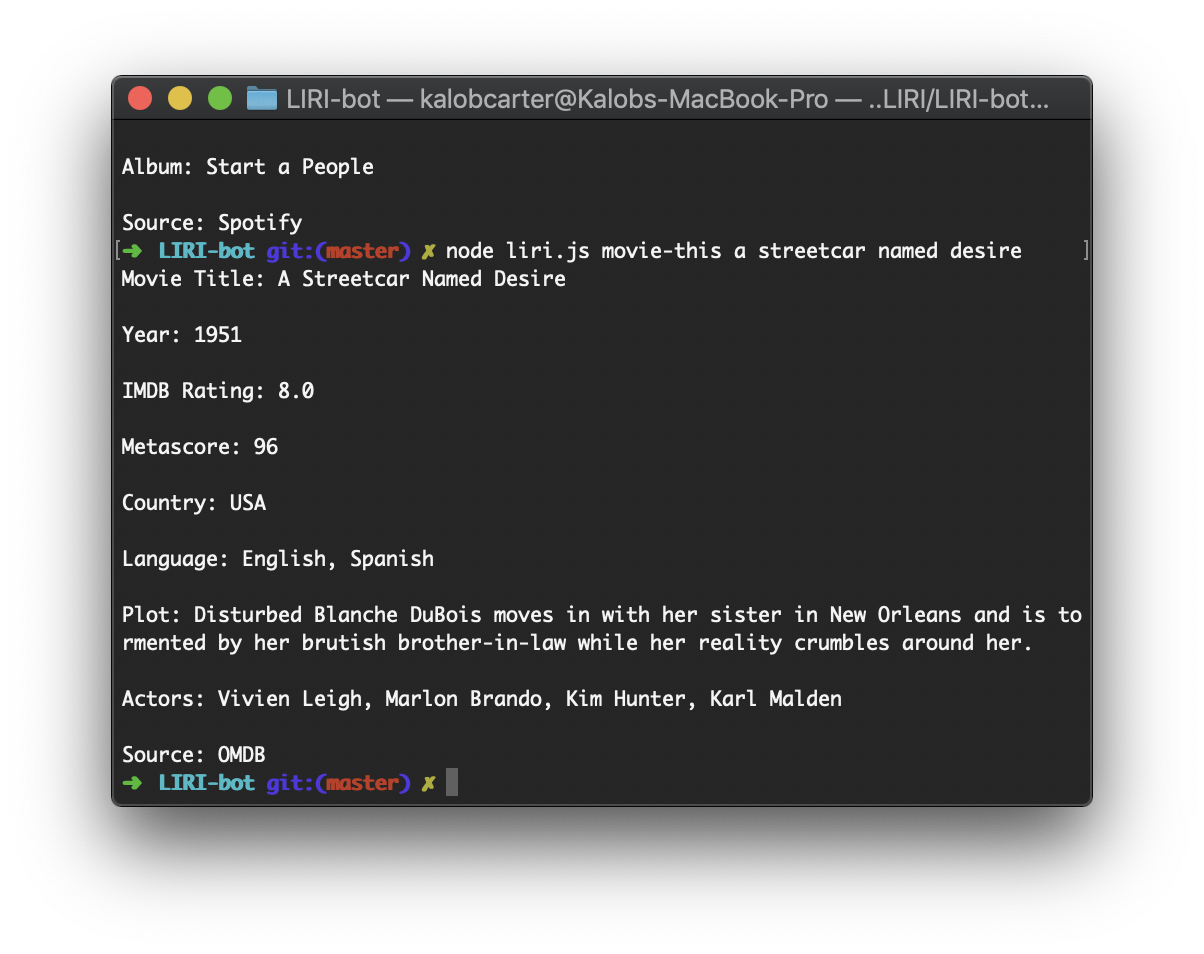 LIRI-bot — kalobcarter@Kalobs-MacBook-Pro — ..LIRI/LIRI-bot...
Album: Start a People
Source: Spotify
[➜ LIRI-bot git:(master) ✗ node liri.js movie-this a streetcar named desire ]
Movie Title: A Streetcar Named Desire
Year: 1951
IMDB Rating: 8.0
Metascore: 96
Country: USA
Language: English, Spanish
Plot: Disturbed Blanche DuBois moves in with her sister in New Orleans and is to
rmented by her brutish brother-in-law while her reality crumbles around her.
Actors: Vivien Leigh, Marlon Brando, Kim Hunter, Karl Malden
Source: OMDB
➜ LIRI-bot git:(master) ✗